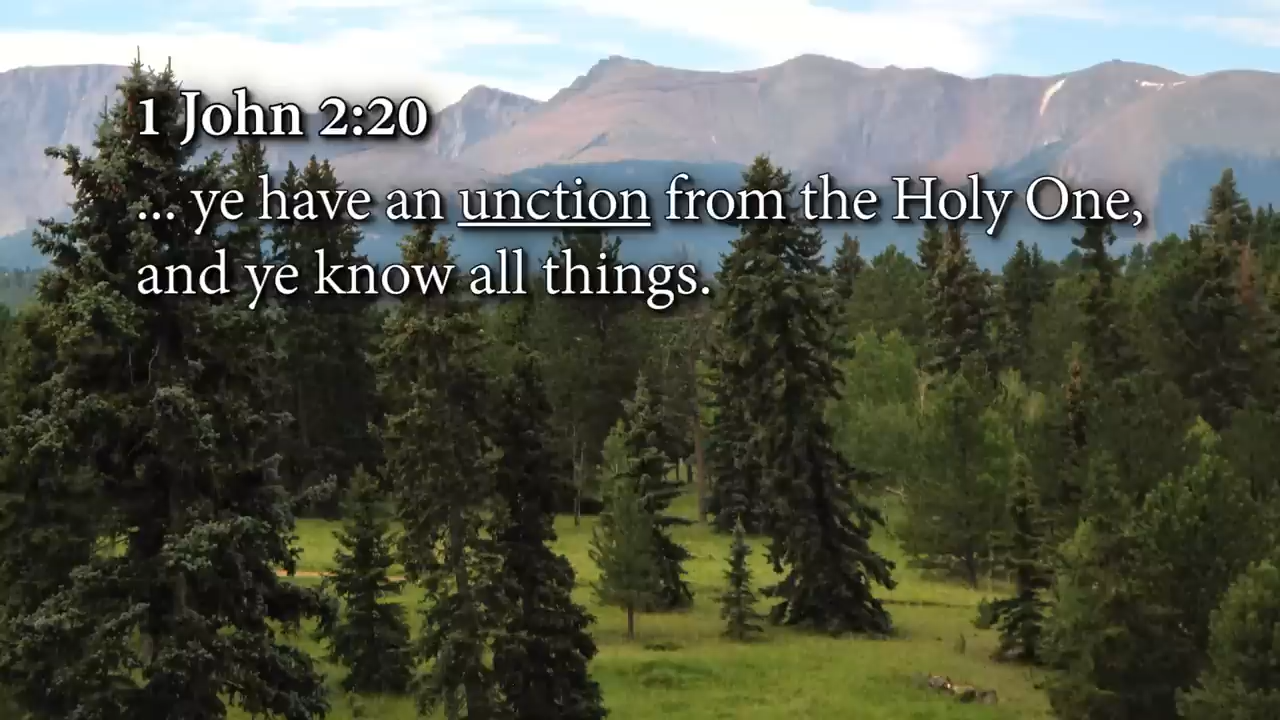 1 John 2:20
... ye have an unction from the Holy One,
and ye know all things.